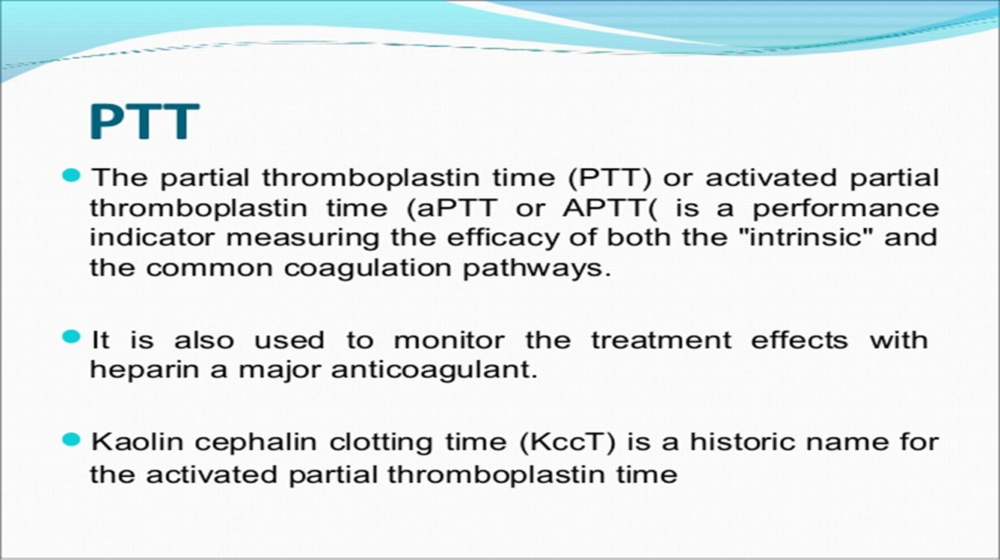 PTT
The partial thromboplastin time (PTT) or activated partial
thromboplastin time (aPTT or APTT( is a performance
indicator measuring the efficacy of both the "intrinsic" and
the common coagulation pathways.
It is also used to monitor the treatment effects with
heparin a major anticoagulant.
Kaolin cephalin clotting time (KccT) is a historic name for
the activated partial thromboplastin time